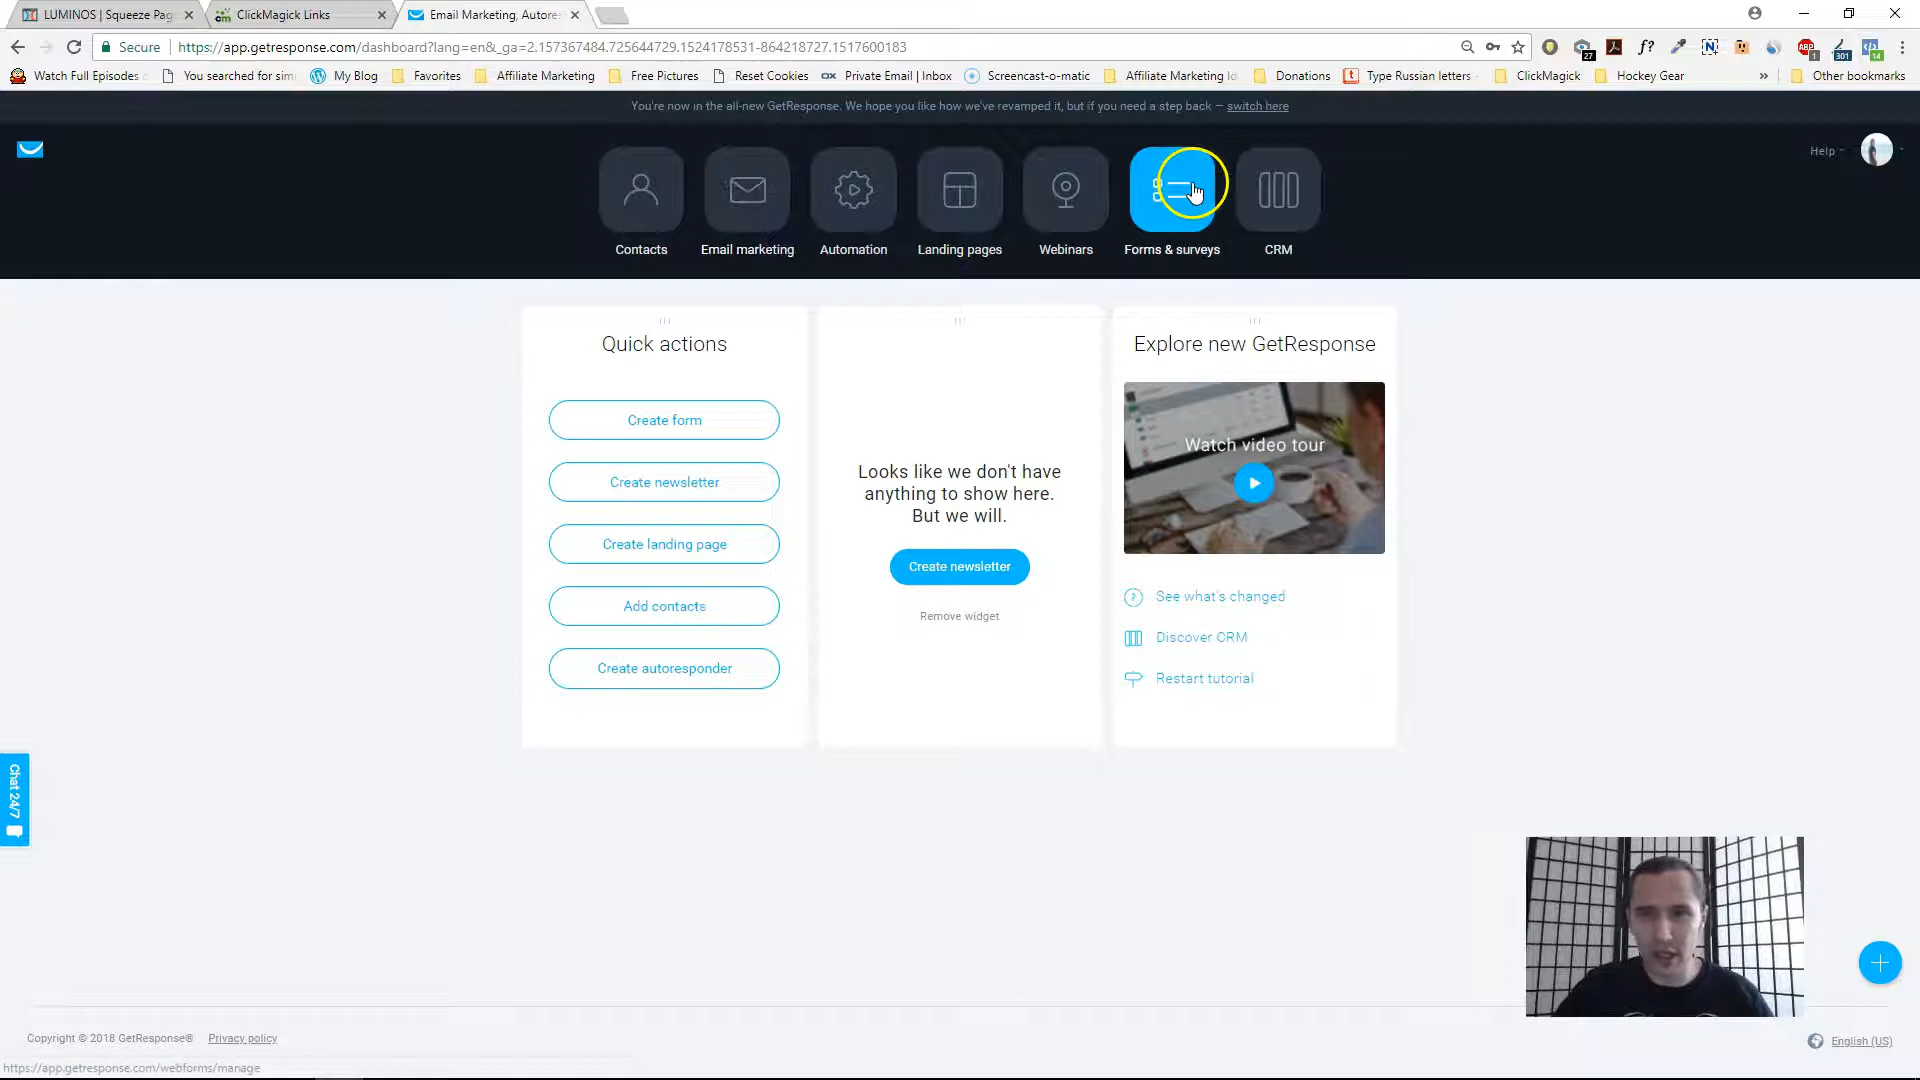 LUMINOS | Squeeze Pag
ClickMagick Links
Email Marketing, Autores
Secure
https://app.getresponse.com/dashboard?lang=en&_ga=2.157367484.725644729.1524178531-864218727.1517600183
Watch Full Episodes
You searched for sim
My Blog
Favorites
Affiliate Marketing
Free Pictures
Reset Cookies
Private Email | Inbox
Screencast-o-matic
Affiliate Marketing Id
Donations
Type Russian letters
ClickMagick
Hockey Gear
»
Other bookmarks
You're now in the all-new GetResponse. We hope you like how we've revamped it, but if you need a step back – switch here
Help
Contacts
Email marketing
Automation
Landing pages
Webinars
Forms & surveys
CRM
Quick actions
Create form
Create newsletter
Create landing page
Add contacts
Create autoresponder
Looks like we don't have
anything to show here.
But we will.
Create newsletter
Remove widget
Explore new GetResponse
Watch video tour
See what's changed
Discover CRM
Restart tutorial
Chat 24/7
Copyright © 2018 GetResponse®
Privacy policy
English (US)
https://app.getresponse.com/webforms/manage